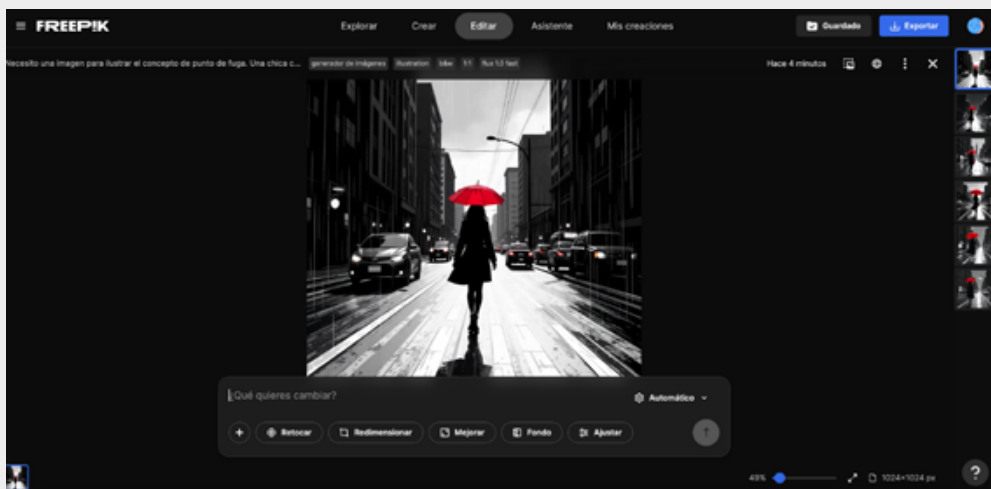 FREEP!K
Explorar Crear Editar Asistente Mis creaciones Guardado Exportar
Necesito una imagen para ilustrar el concepto de punto de fuga. Una chica c... generador de imágenes illustration b&w 1:1 flux 1.0 fast Hace 4 minutos
¿Qué quieres cambiar? Automático
+ Retocar Redimensionar Mejorar Fondo Ajustar
49% 1024×1024 px ?